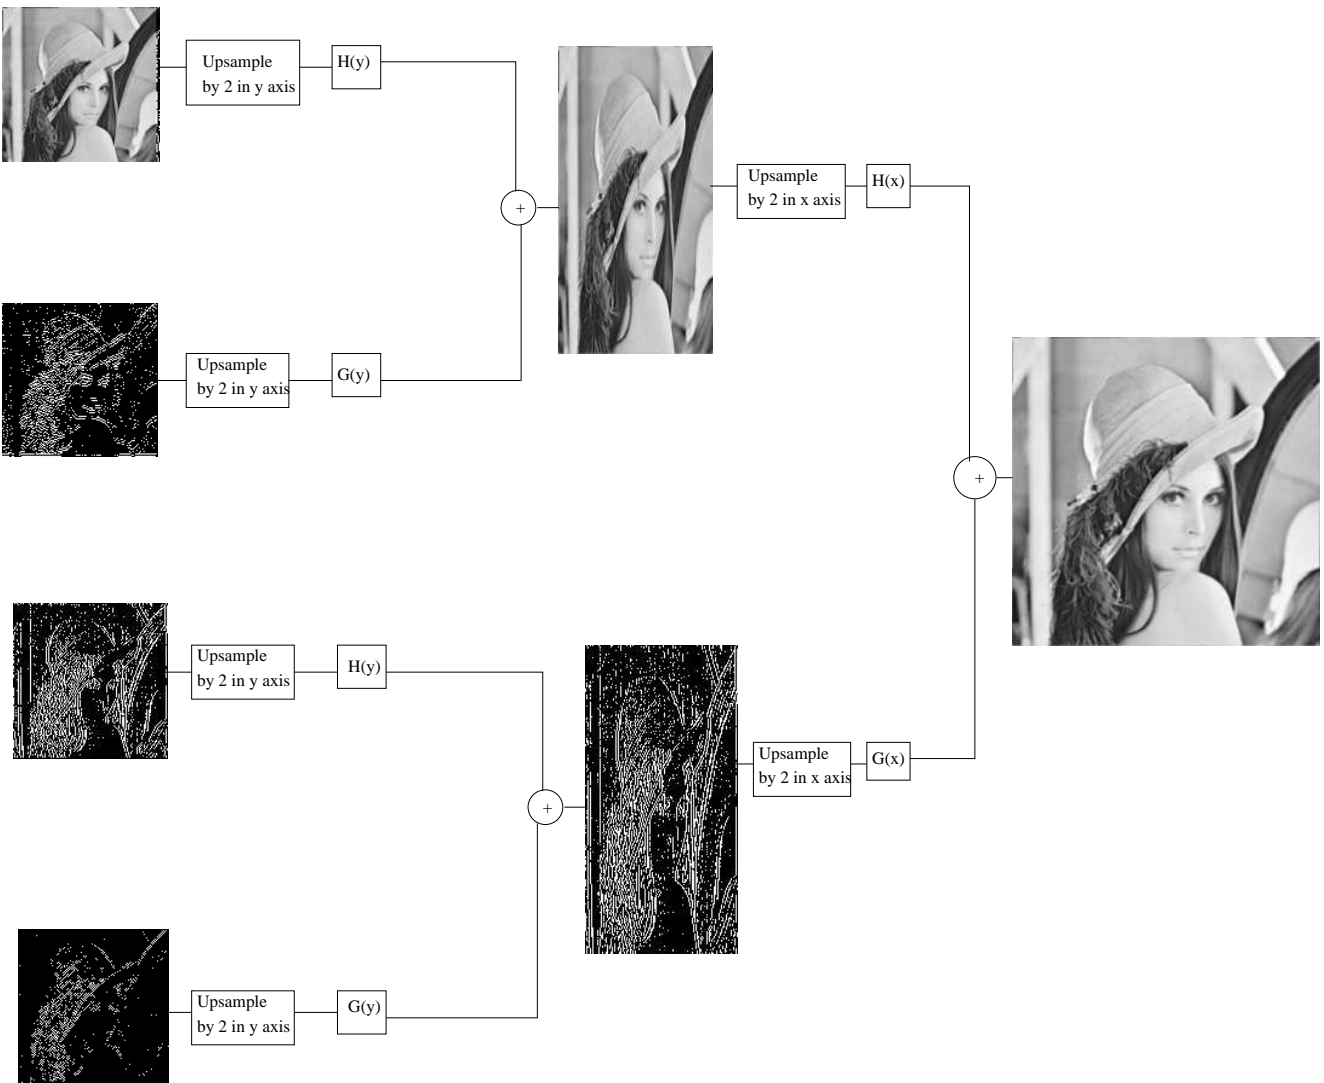 Upsample
by 2 in y axis
H(y)
+
Upsample
by 2 in y axis
G(y)
Upsample
by 2 in x axis
H(x)
+
Upsample
by 2 in y axis
H(y)
+
Upsample
by 2 in y axis
G(y)
Upsample
by 2 in x axis
G(x)